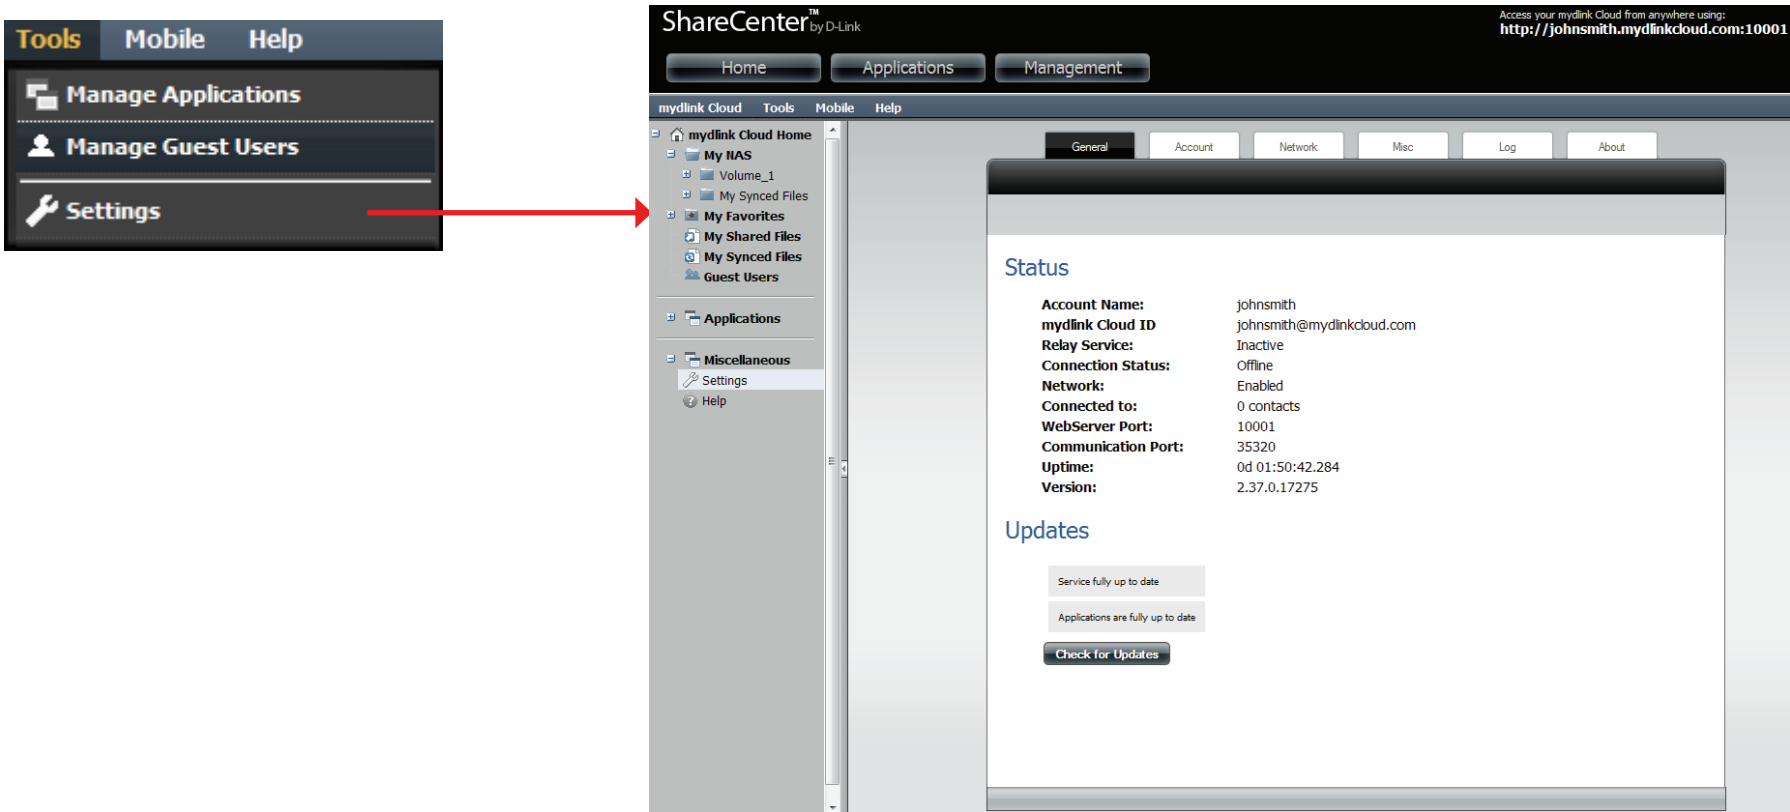 Tools Mobile Help
Manage Applications
Manage Guest Users
Settings
ShareCenter™ by D-Link
Access your mydlink Cloud from anywhere using:
http://johnsmith.mydlinkcloud.com:10001
Home Applications Management
mydlink Cloud Tools Mobile Help
mydlink Cloud Home
My NAS
Volume_1
My Synced Files
My Favorites
My Shared Files
My Synced Files
Guest Users
Applications
Miscellaneous
Settings
Help
General Account Network Misc Log About
Status
Account Name: johnsmith
mydlink Cloud ID johnsmith@mydlinkcloud.com
Relay Service: Inactive
Connection Status: Offline
Network: Enabled
Connected to: 0 contacts
WebServer Port: 10001
Communication Port: 35320
Uptime: 0d 01:50:42.284
Version: 2.37.0.17275
Updates
Service fully up to date
Applications are fully up to date
Check for Updates